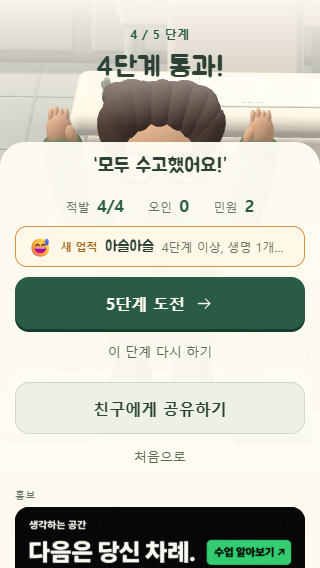 4 / 5 단계
4단계 통과!
‘모두 수고했어요!’
적발 4/4 오인 0 민원 2
새 업적 아슬아슬 4단계 이상, 생명 1개…
5단계 도전 →
이 단계 다시 하기
친구에게 공유하기
처음으로
홍보
생각하는 공간
다음은 당신 차례. 수업 알아보기 ↗